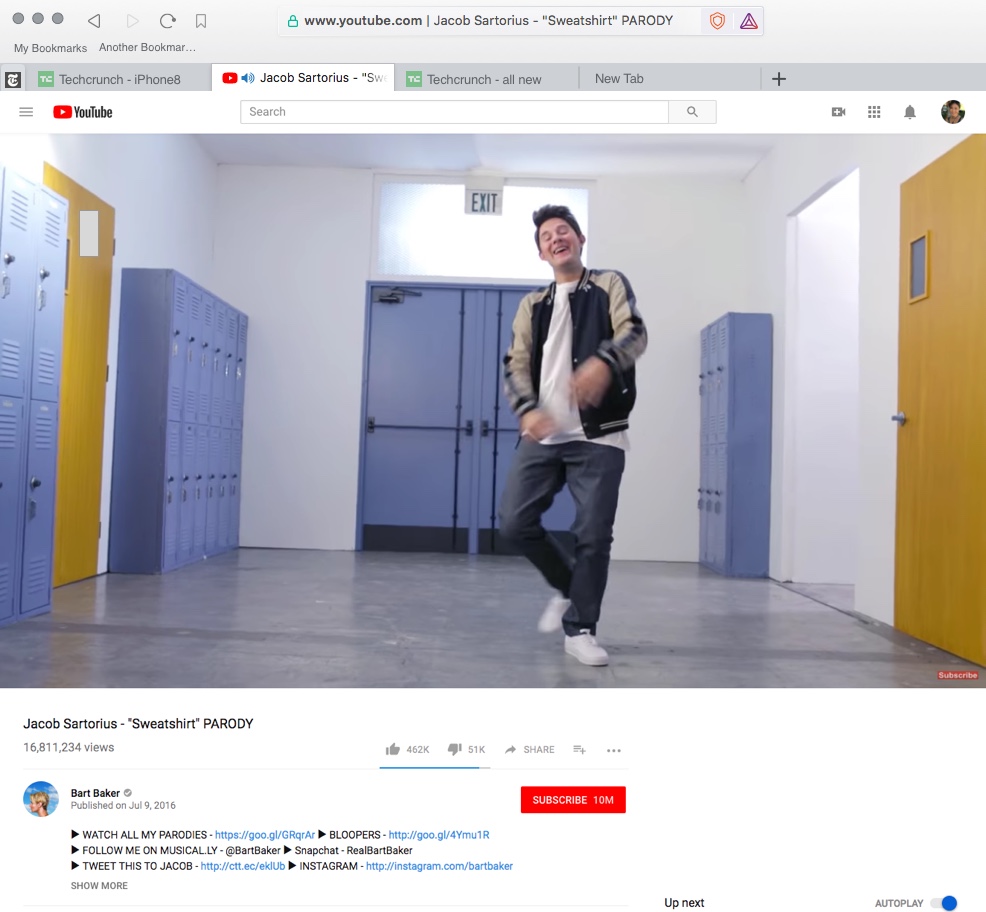 www.youtube.com | Jacob Sartorius - "Sweatshirt" PARODY
My Bookmarks Another Bookmar...
Techcrunch - iPhone8 Jacob Sartorius - "Swe Techcrunch - all new New Tab
YouTube Search
EXIT
Subscribe
Jacob Sartorius - "Sweatshirt" PARODY
16,811,234 views
462K 51K SHARE
Bart Baker
Published on Jul 9, 2016
SUBSCRIBE 10M
▶ WATCH ALL MY PARODIES - https://goo.gl/GRqrAr ▶ BLOOPERS - http://goo.gl/4Ymu1R
▶ FOLLOW ME ON MUSICAL.LY - @BartBaker ▶ Snapchat - RealBartBaker
▶ TWEET THIS TO JACOB - http://ctt.ec/eklUb ▶ INSTAGRAM - http://instagram.com/bartbaker
SHOW MORE
Up next AUTOPLAY